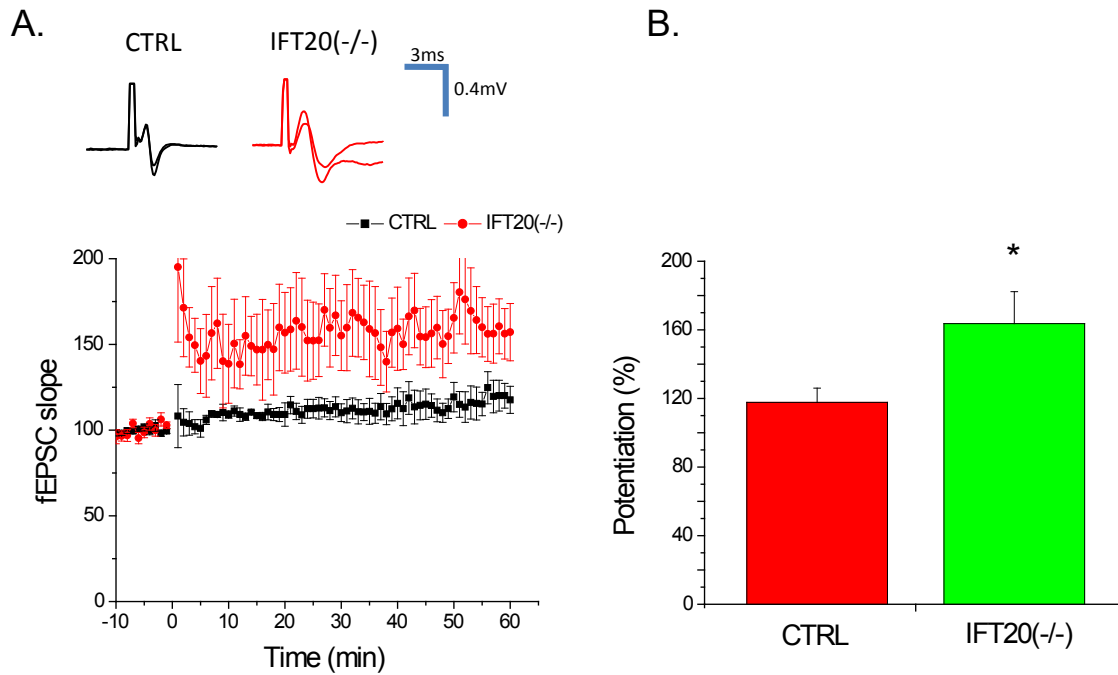 A.
B.
CTRL
IFT20(-/-)
3ms
0.4mV
CTRL
IFT20(-/-)
200
150
100
50
0
fEPSC slope
-10 0 10 20 30 40 50 60
Time (min)
200
160
120
80
40
0
Potentiation (%)
*
CTRL
IFT20(-/-)